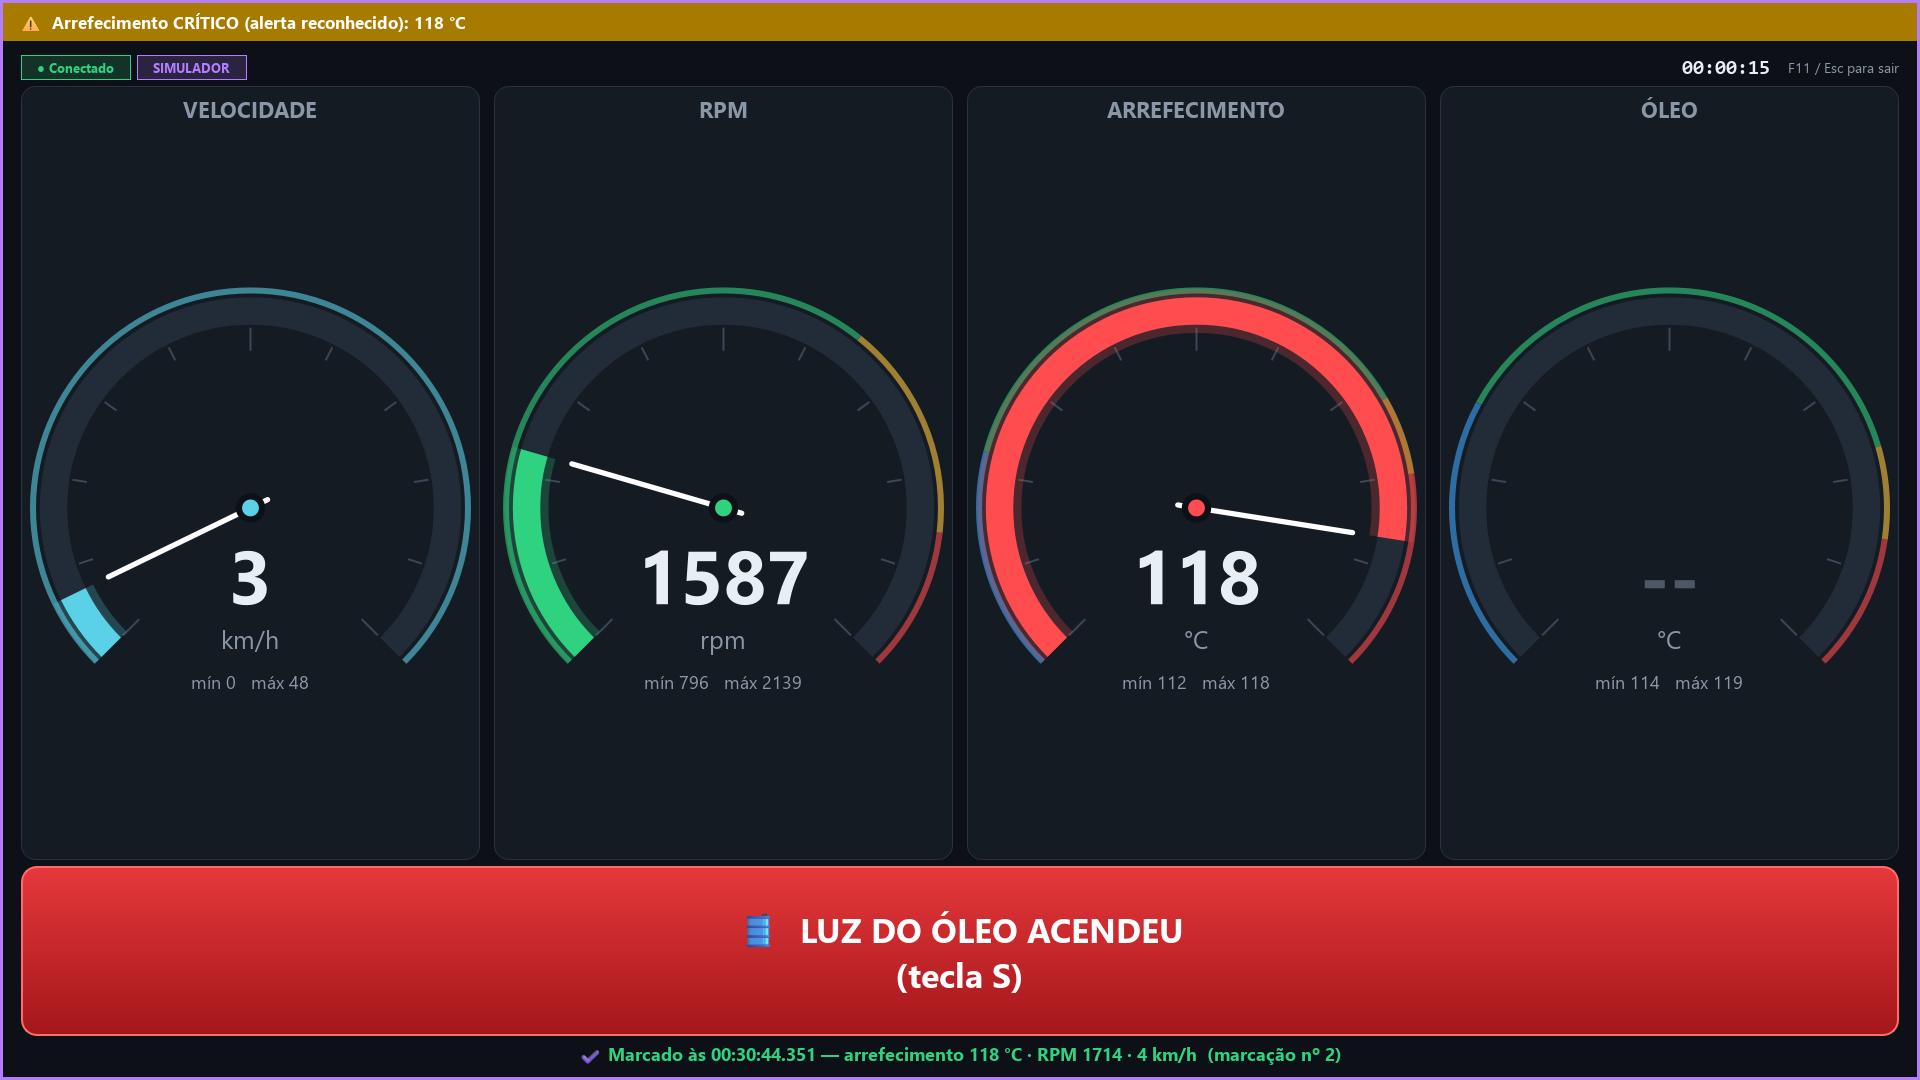 Arrefecimento CRÍTICO (alerta reconhecido): 118 °C
● Conectado
SIMULADOR
00:00:15
F11 / Esc para sair
VELOCIDADE
3
km/h
mín 0 máx 48
RPM
1587
rpm
mín 796 máx 2139
ARREFECIMENTO
118
°C
mín 112 máx 118
ÓLEO
--
°C
mín 114 máx 119
LUZ DO ÓLEO ACENDEU
(tecla S)
Marcado às 00:30:44.351 — arrefecimento 118 °C · RPM 1714 · 4 km/h (marcação nº 2)